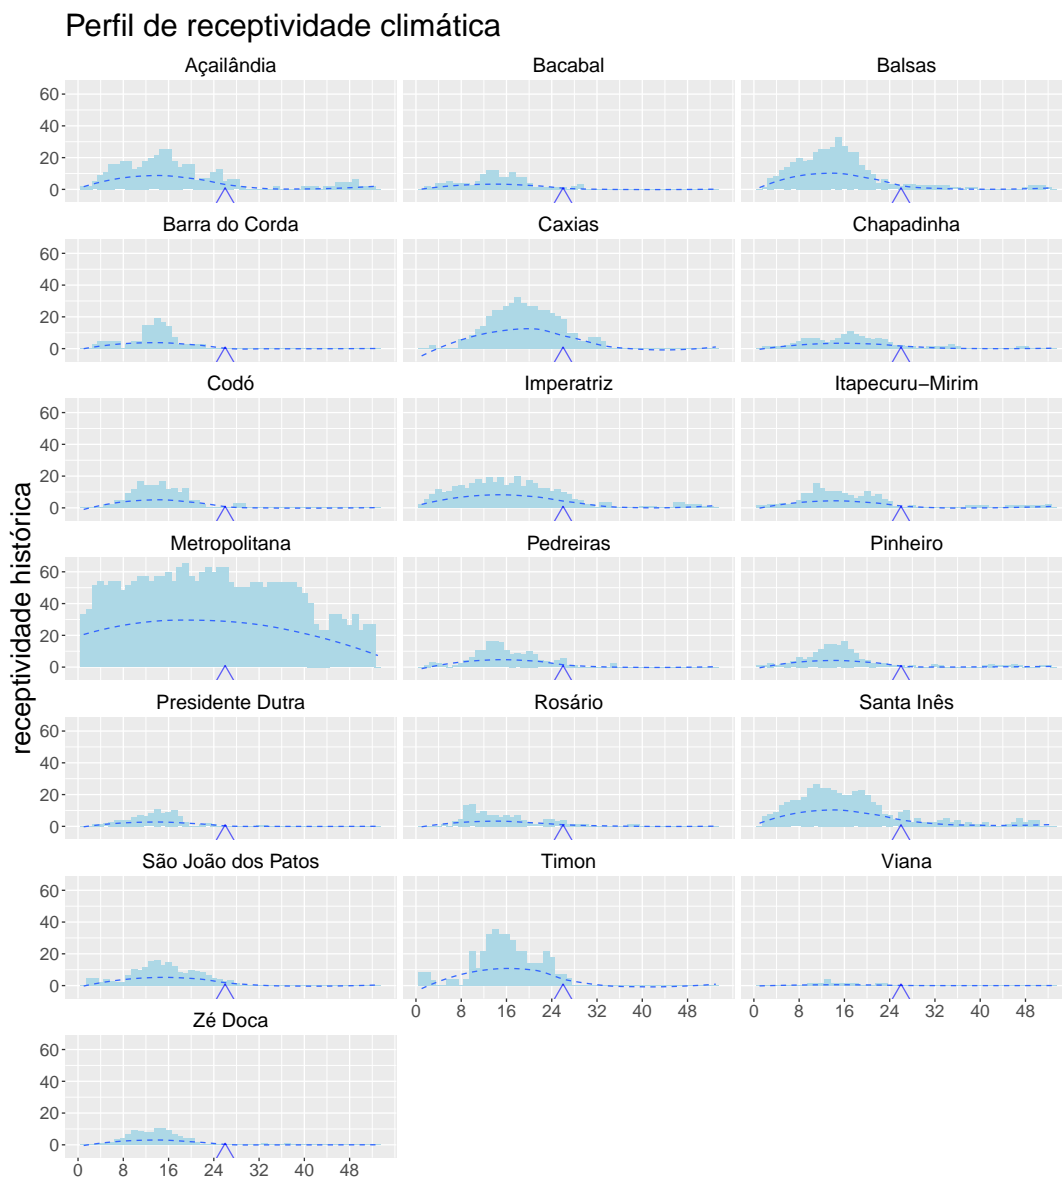 Perfil de receptividade climática
Açailândia Bacabal Balsas
60
40
20
0
Barra do Corda Caxias Chapadinha
60
40
20
0
Codó Imperatriz Itapecuru−Mirim
60
40
20
0
receptividade histórica
Metropolitana Pedreiras Pinheiro
60
40
20
0
Presidente Dutra Rosário Santa Inês
60
40
20
0
São João dos Patos Timon Viana
60
40
20
0
0 8 16 24 32 40 48 0 8 16 24 32 40 48
Zé Doca
60
40
20
0
0 8 16 24 32 40 48